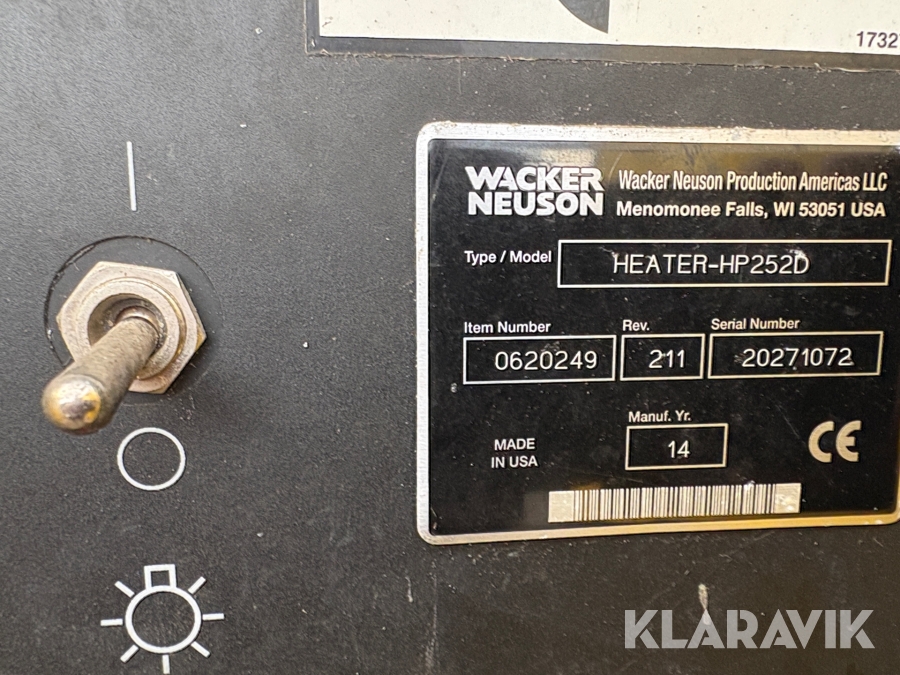 1732
WACKER
NEUSON
Wacker Neuson Production Americas LLC
Menomonee Falls, WI 53051 USA
Type / Model
HEATER-HP252D
Item Number
Rev.
Serial Number
0620249
211
20271072
Manuf. Yr.
MADE
IN USA
14
CE
KLARAVIK